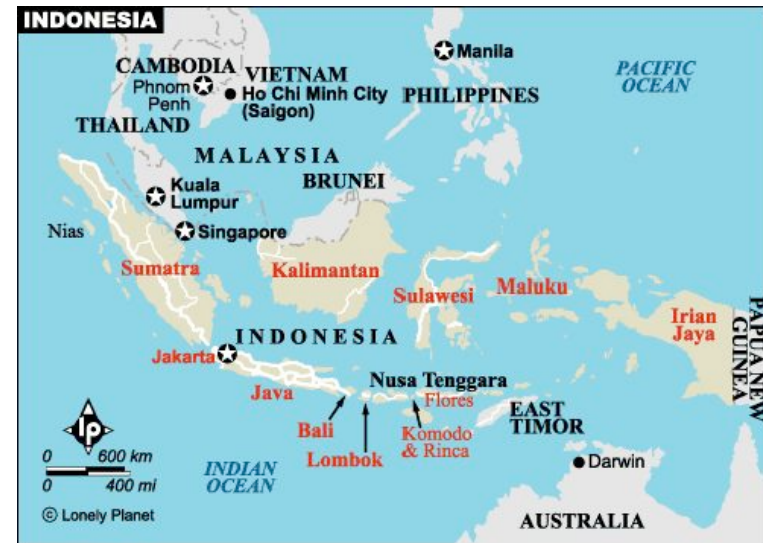 INDONESIA
Manila
CAMBODIA
VIETNAM
PACIFIC
OCEAN
Phnom
Penh
Ho Chi Minh City
(Saigon)
PHILIPPINES
THAILAND
MALAYSIA
BRUNEI
Kuala
Lumpur
Nias
Singapore
Sumatra
Kalimantan
Sulawesi
Maluku
Irian
Jaya
PAPUA NEW
GUINEA
INDONESIA
Jakarta
Java
Nusa Tenggara
Flores
Bali
Lombok
Komodo
& Rinca
EAST
TIMOR
lp
0 600 km
0 400 mi
INDIAN
OCEAN
Darwin
© Lonely Planet
AUSTRALIA